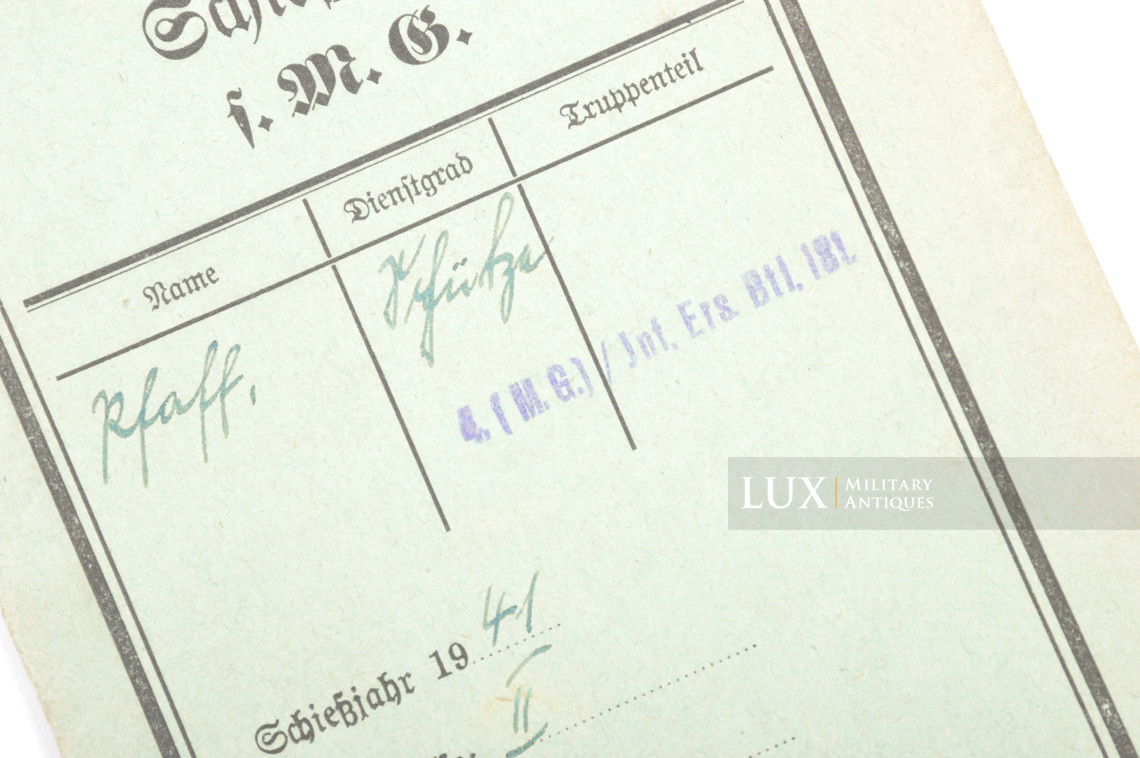 s. M. G.
Name Dienstgrad Truppenteil
Pfaff, Schütze 4. (M. G.) / Inf. Ers. Btl. 181.
LUX MILITARY ANTIQUES
Schießjahr 1941
II